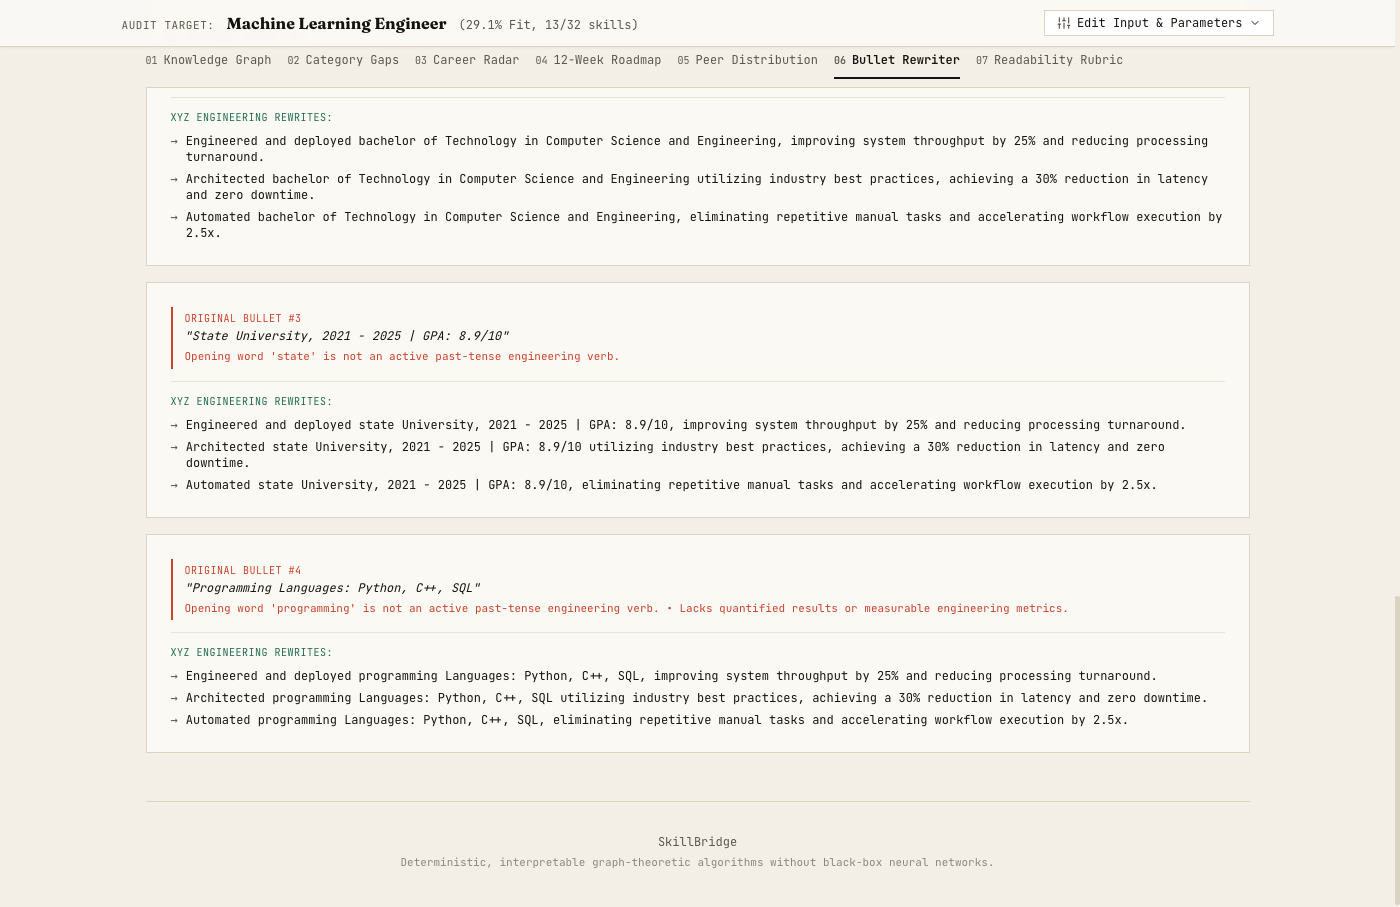 AUDIT TARGET: Machine Learning Engineer (29.1% Fit, 13/32 skills)
Edit Input & Parameters
01 Knowledge Graph 02 Category Gaps 03 Career Radar 04 12-Week Roadmap 05 Peer Distribution 06 Bullet Rewriter 07 Readability Rubric
XYZ ENGINEERING REWRITES:
→ Engineered and deployed bachelor of Technology in Computer Science and Engineering, improving system throughput by 25% and reducing processing
turnaround.
→ Architected bachelor of Technology in Computer Science and Engineering utilizing industry best practices, achieving a 30% reduction in latency
and zero downtime.
→ Automated bachelor of Technology in Computer Science and Engineering, eliminating repetitive manual tasks and accelerating workflow execution by
2.5x.
ORIGINAL BULLET #3
"State University, 2021 - 2025 | GPA: 8.9/10"
Opening word 'state' is not an active past-tense engineering verb.
XYZ ENGINEERING REWRITES:
→ Engineered and deployed state University, 2021 - 2025 | GPA: 8.9/10, improving system throughput by 25% and reducing processing turnaround.
→ Architected state University, 2021 - 2025 | GPA: 8.9/10 utilizing industry best practices, achieving a 30% reduction in latency and zero
downtime.
→ Automated state University, 2021 - 2025 | GPA: 8.9/10, eliminating repetitive manual tasks and accelerating workflow execution by 2.5x.
ORIGINAL BULLET #4
"Programming Languages: Python, C++, SQL"
Opening word 'programming' is not an active past-tense engineering verb. • Lacks quantified results or measurable engineering metrics.
XYZ ENGINEERING REWRITES:
→ Engineered and deployed programming Languages: Python, C++, SQL, improving system throughput by 25% and reducing processing turnaround.
→ Architected programming Languages: Python, C++, SQL utilizing industry best practices, achieving a 30% reduction in latency and zero downtime.
→ Automated programming Languages: Python, C++, SQL, eliminating repetitive manual tasks and accelerating workflow execution by 2.5x.
SkillBridge
Deterministic, interpretable graph-theoretic algorithms without black-box neural networks.